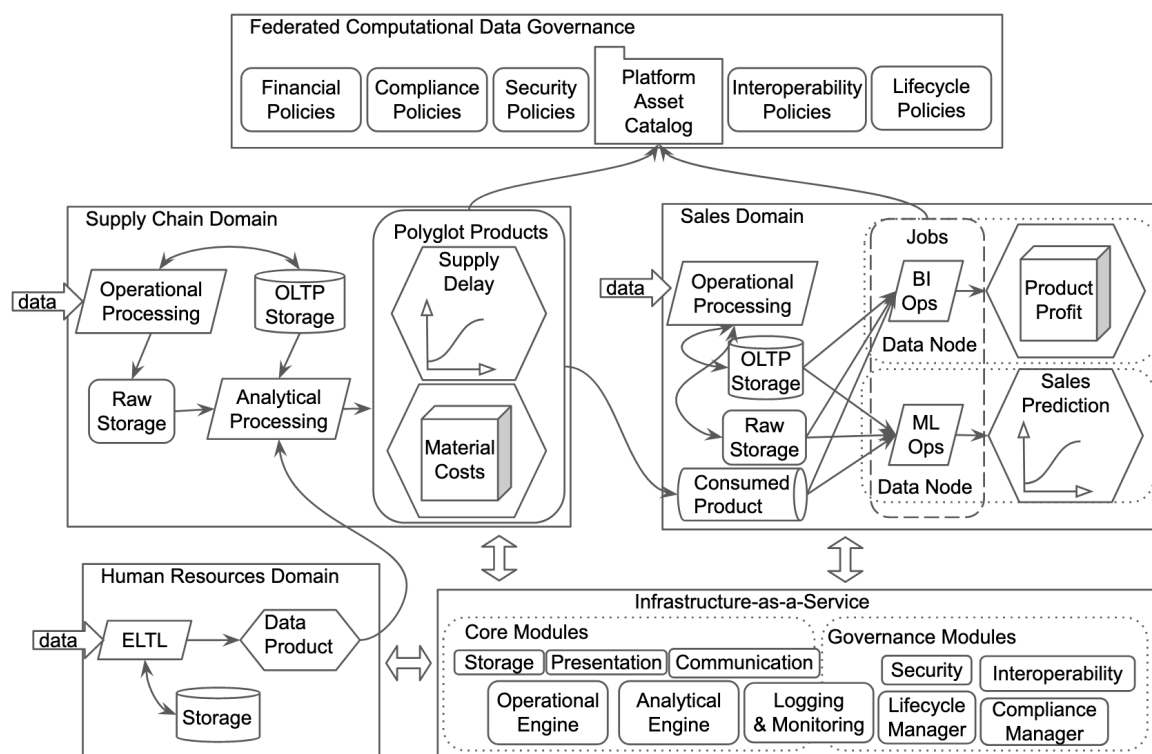 Federated Computational Data Governance
Financial
Policies
Compliance
Policies
Security
Policies
Platform
Asset
Catalog
Interoperability
Policies
Lifecycle
Policies
Supply Chain Domain
data
Operational
Processing
OLTP
Storage
Raw
Storage
Analytical
Processing
Polyglot Products
Supply
Delay
Material
Costs
Sales Domain
data
Operational
Processing
OLTP
Storage
Raw
Storage
Consumed
Product
Jobs
BI
Ops
Data Node
Product
Profit
ML
Ops
Data Node
Sales
Prediction
Human Resources Domain
data
ELTL
Data
Product
Storage
Infrastructure-as-a-Service
Core Modules
Storage
Presentation
Communication
Operational
Engine
Analytical
Engine
Logging
& Monitoring
Governance Modules
Security
Interoperability
Lifecycle
Manager
Compliance
Manager